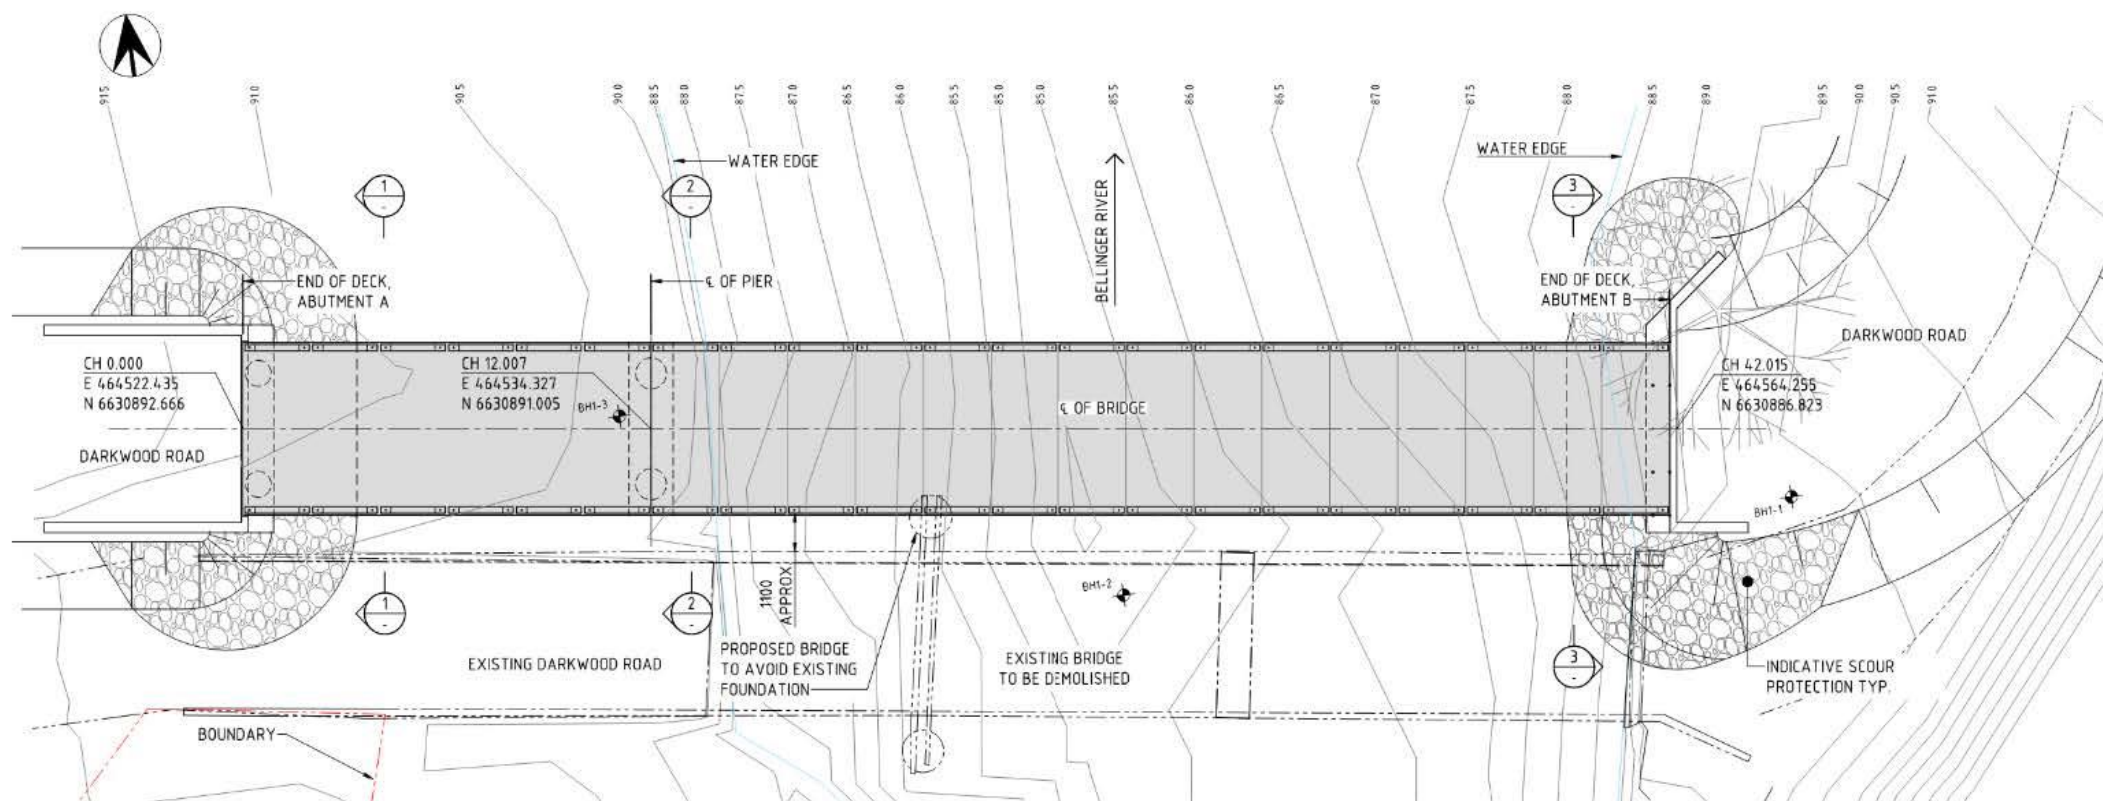 915
91.0
90.5
90.0
88.5
88.0
87.5
87.0
86.5
86.0
85.5
85.0
85.0
85.5
86.0
86.5
87.0
87.5
88.0
88.5
89.0
89.5
90.0
90.5
91.0
WATER EDGE
WATER EDGE
1
-
2
-
3
-
BELLINGER RIVER
END OF DECK,
ABUTMENT A
℄ OF PIER
END OF DECK,
ABUTMENT B
DARKWOOD ROAD
CH 0.000
E 464522.435
N 6630892.666
CH 12.007
E 464534.327
N 6630891.005
BH1-3
℄ OF BRIDGE
CH 42.015
E 464564.255
N 6630886.823
DARKWOOD ROAD
BH1-1
1100
APPROX
BH1-2
1
-
2
-
3
-
EXISTING DARKWOOD ROAD
PROPOSED BRIDGE
TO AVOID EXISTING
FOUNDATION
EXISTING BRIDGE
TO BE DEMOLISHED
INDICATIVE SCOUR
PROTECTION TYP.
BOUNDARY